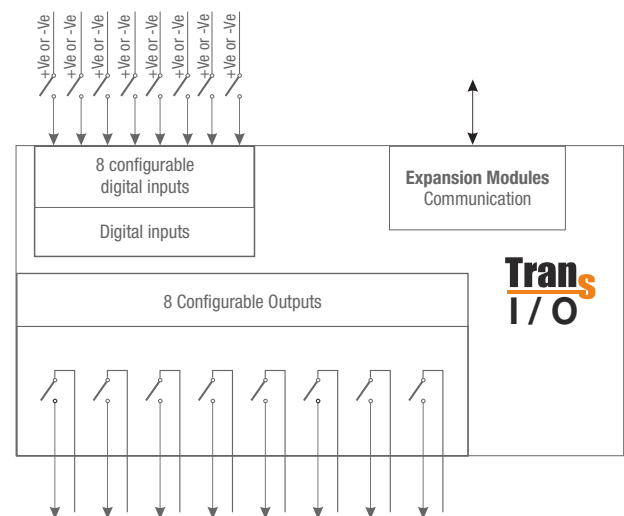 +Ve or -Ve
+Ve or -Ve
+Ve or -Ve
+Ve or -Ve
+Ve or -Ve
+Ve or -Ve
+Ve or -Ve
+Ve or -Ve
8 configurable
digital inputs
Digital inputs
Expansion Modules
Communication
Trans
I / O
8 Configurable Outputs